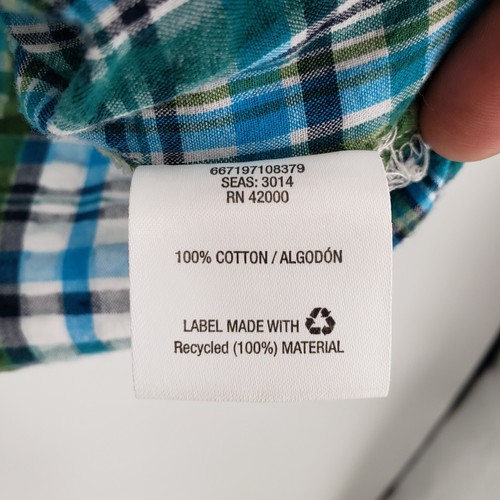 667197108379
SEAS: 3014
RN 42000
100% COTTON / ALGODÓN
LABEL MADE WITH
Recycled (100%) MATERIAL